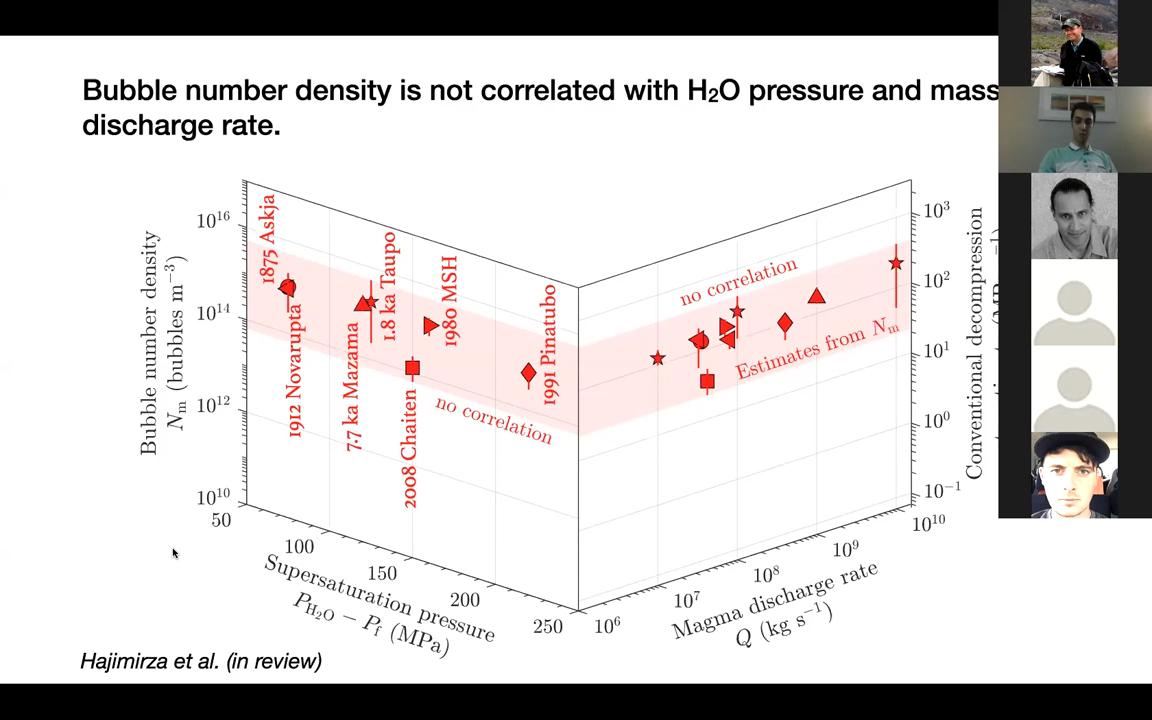 Bubble number density is not correlated with H₂O pressure and mass
discharge rate.
Bubble number density
Nₘ (bubbles m⁻³)
10¹⁶
10¹⁴
10¹²
10¹⁰
1875 Askja
1912 Novarupta
7.7 ka Mazama
1.8 ka Taupo
2008 Chaiten
1980 MSH
1991 Pinatubo
no correlation
no correlation
Estimates from Nₘ
10³
10²
10¹
10⁰
10⁻¹
Conventional decompression
50
100
150
200
250
Supersaturation pressure
P_H₂O − P_f (MPa)
10⁶
10⁷
10⁸
10⁹
10¹⁰
Magma discharge rate
Q (kg s⁻¹)
Hajimirza et al. (in review)